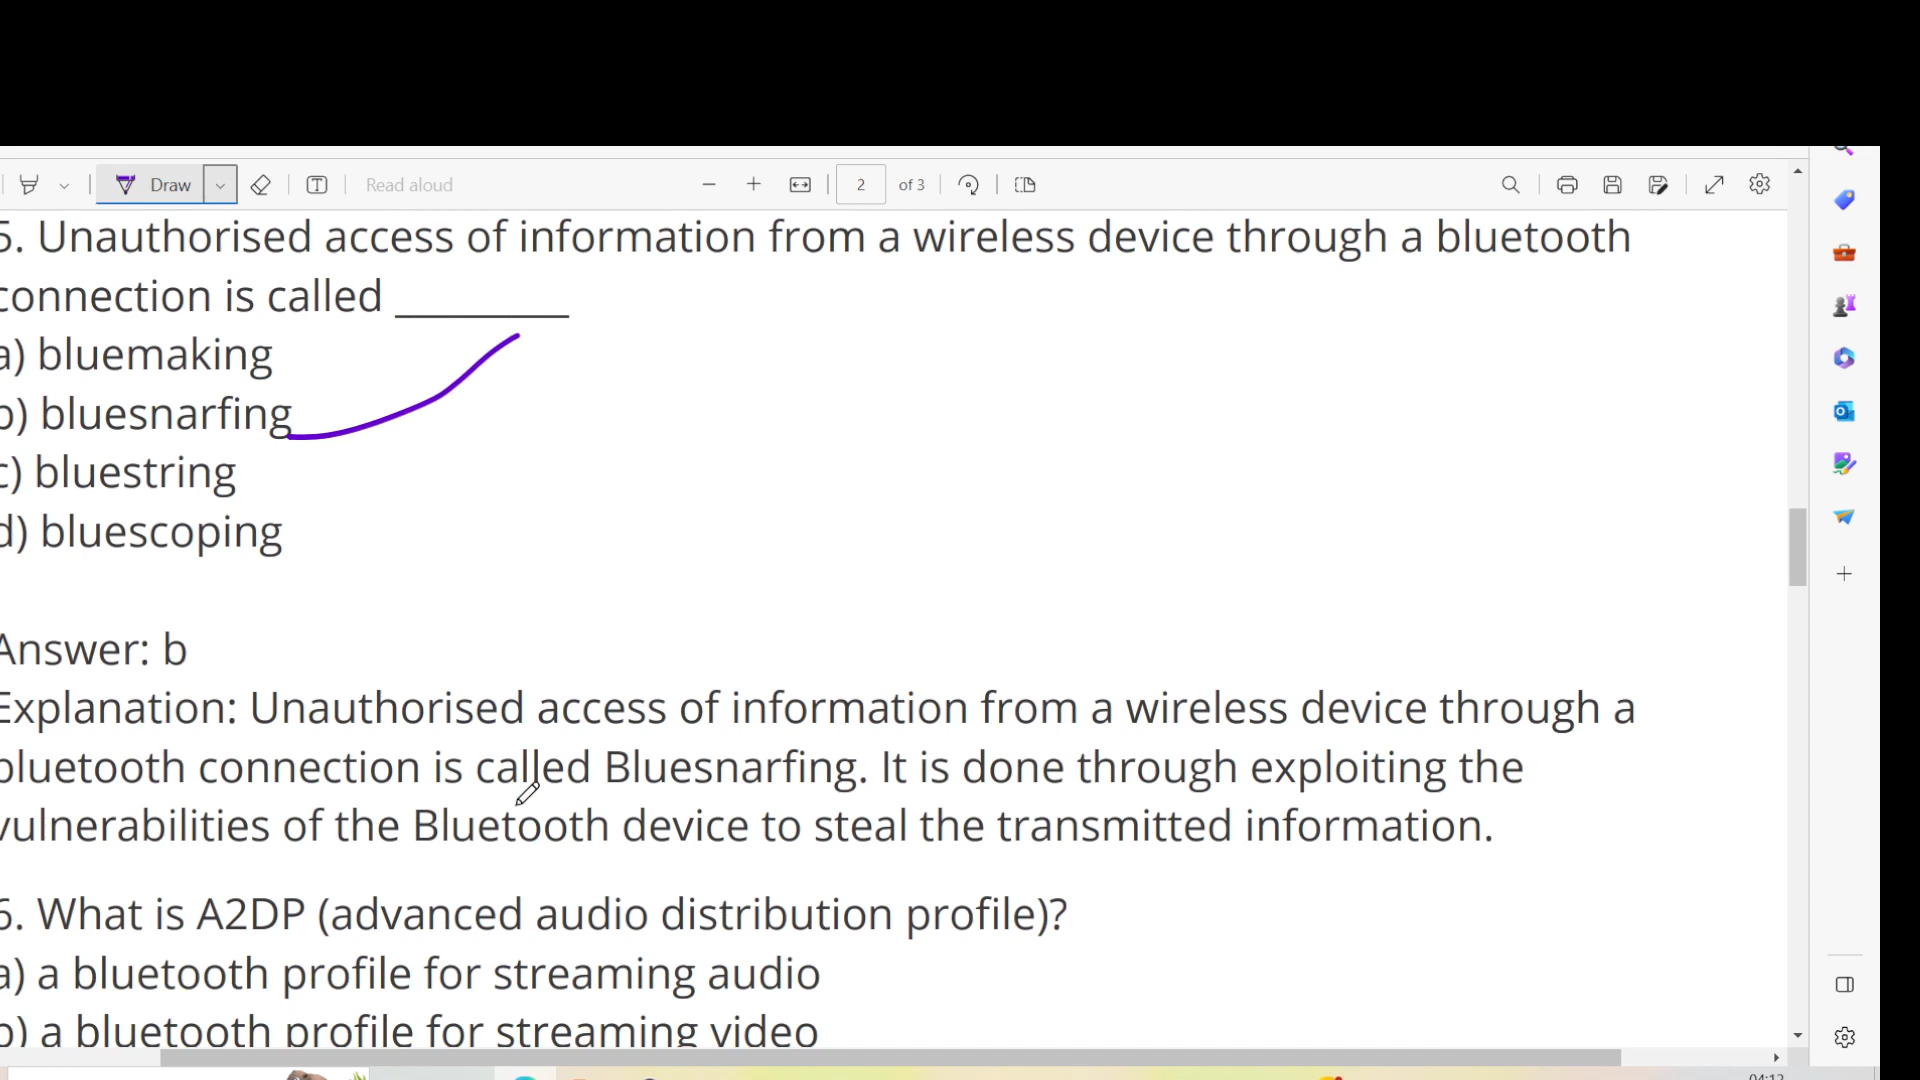 Draw
Read aloud
2 of 3
5. Unauthorised access of information from a wireless device through a bluetooth
connection is called ________
a) bluemaking
b) bluesnarfing
c) bluestring
d) bluescoping
Answer: b
Explanation: Unauthorised access of information from a wireless device through a
bluetooth connection is called Bluesnarfing. It is done through exploiting the
vulnerabilities of the Bluetooth device to steal the transmitted information.
6. What is A2DP (advanced audio distribution profile)?
a) a bluetooth profile for streaming audio
b) a bluetooth profile for streaming video